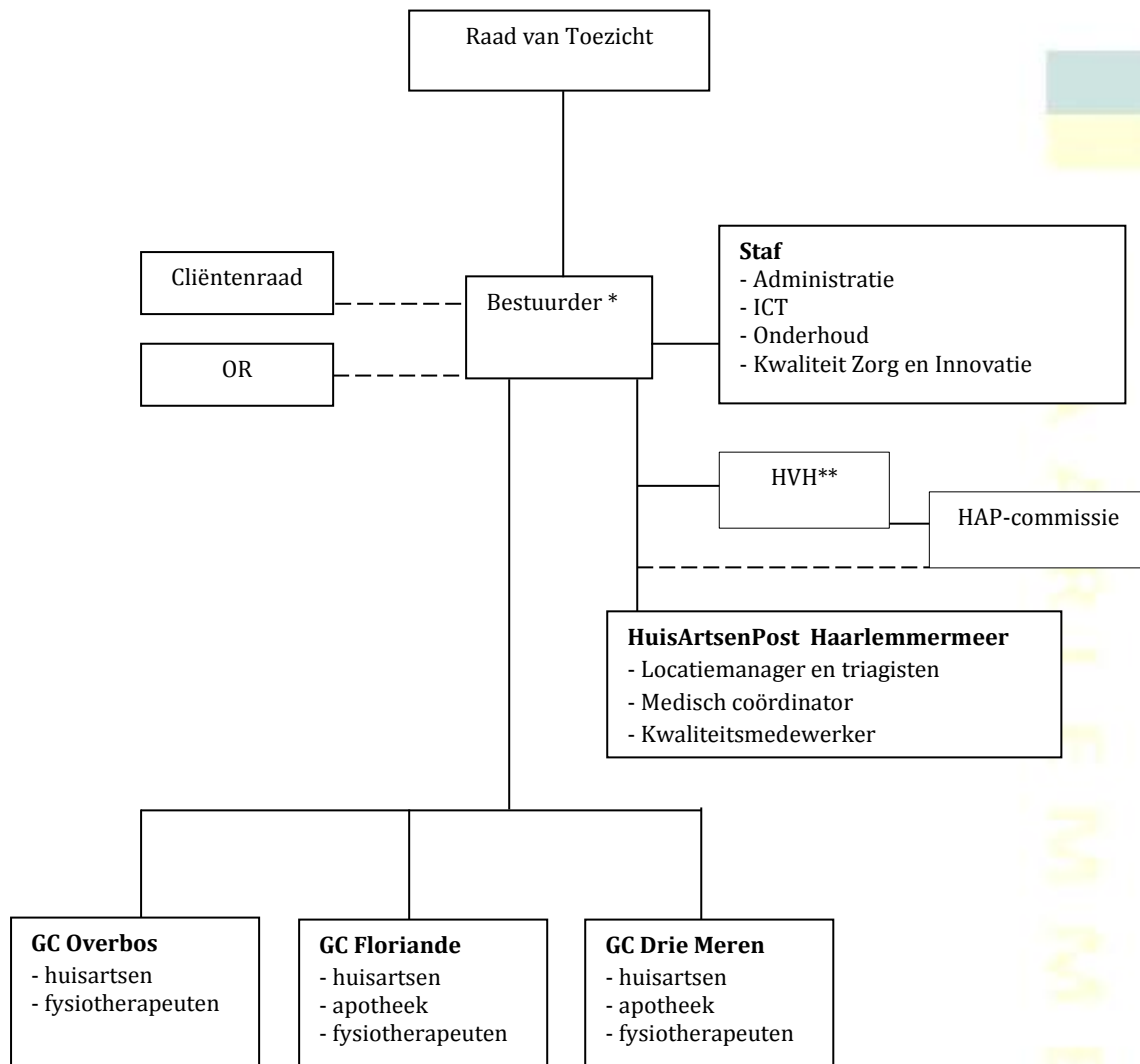 Raad van Toezicht
Cliëntenraad
OR
Bestuurder *
Staf
- Administratie
- ICT
- Onderhoud
- Kwaliteit Zorg en Innovatie
HVH**
HAP-commissie
HuisArtsenPost Haarlemmermeer
- Locatiemanager en triagisten
- Medisch coördinator
- Kwaliteitsmedewerker
GC Overbos
- huisartsen
- fysiotherapeuten
GC Floriande
- huisartsen
- apotheek
- fysiotherapeuten
GC Drie Meren
- huisartsen
- apotheek
- fysiotherapeuten